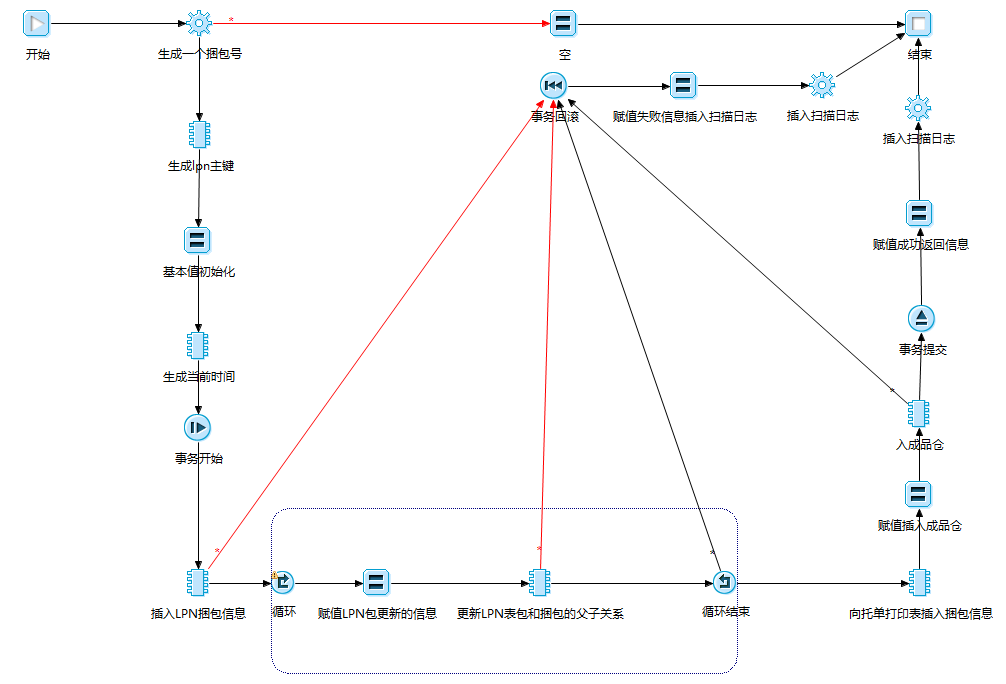 开始
生成一个捆包号
*
空
结束
事务回滚
赋值失败信息插入扫描日志
插入扫描日志
插入扫描日志
生成lpn主键
赋值成功返回信息
基本值初始化
事务提交
生成当前时间
*
入成品仓
事务开始
赋值插入成品仓
*
*
*
插入LPN捆包信息
循环
赋值LPN包更新的信息
更新LPN表包和捆包的父子关系
循环结束
向托单打印表插入捆包信息